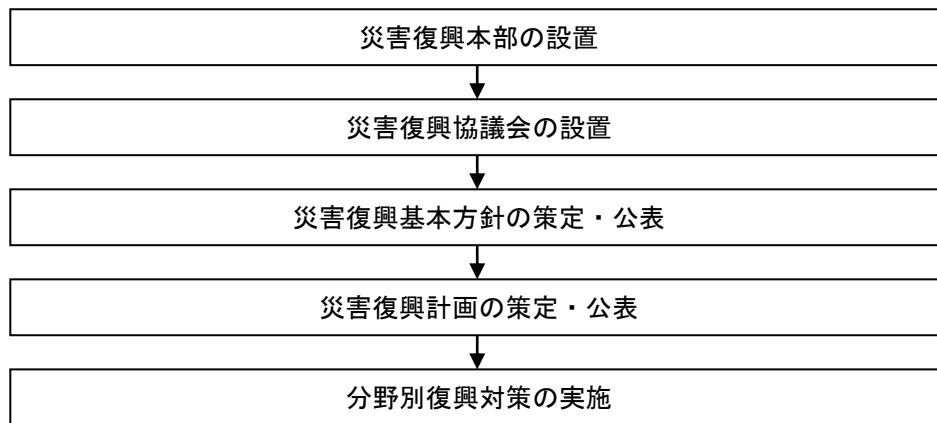 災害復興本部の設置
災害復興協議会の設置
災害復興基本方針の策定・公表
災害復興計画の策定・公表
分野別復興対策の実施